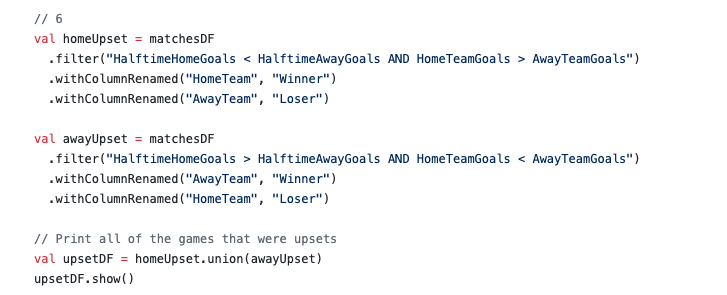 // 6
val homeUpset = matchesDF
  .filter("HalftimeHomeGoals < HalftimeAwayGoals AND HomeTeamGoals > AwayTeamGoals")
  .withColumnRenamed("HomeTeam", "Winner")
  .withColumnRenamed("AwayTeam", "Loser")

val awayUpset = matchesDF
  .filter("HalftimeHomeGoals > HalftimeAwayGoals AND HomeTeamGoals < AwayTeamGoals")
  .withColumnRenamed("AwayTeam", "Winner")
  .withColumnRenamed("HomeTeam", "Loser")

// Print all of the games that were upsets
val upsetDF = homeUpset.union(awayUpset)
upsetDF.show()